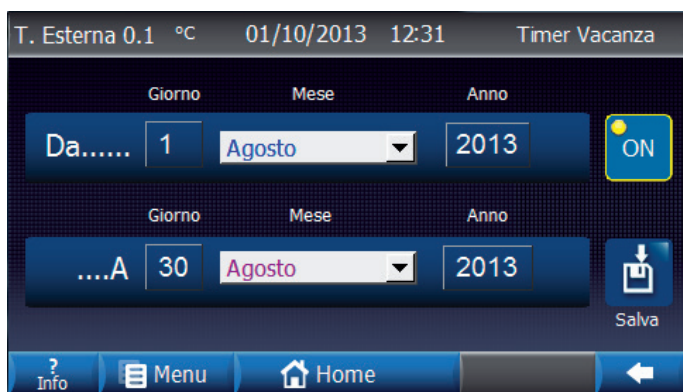 T. Esterna 0.1 °C 01/10/2013 12:31 Timer Vacanza
Giorno Mese Anno
Da...... 1 Agosto 2013 ON
Giorno Mese Anno
....A 30 Agosto 2013
Salva
? Info Menu Home